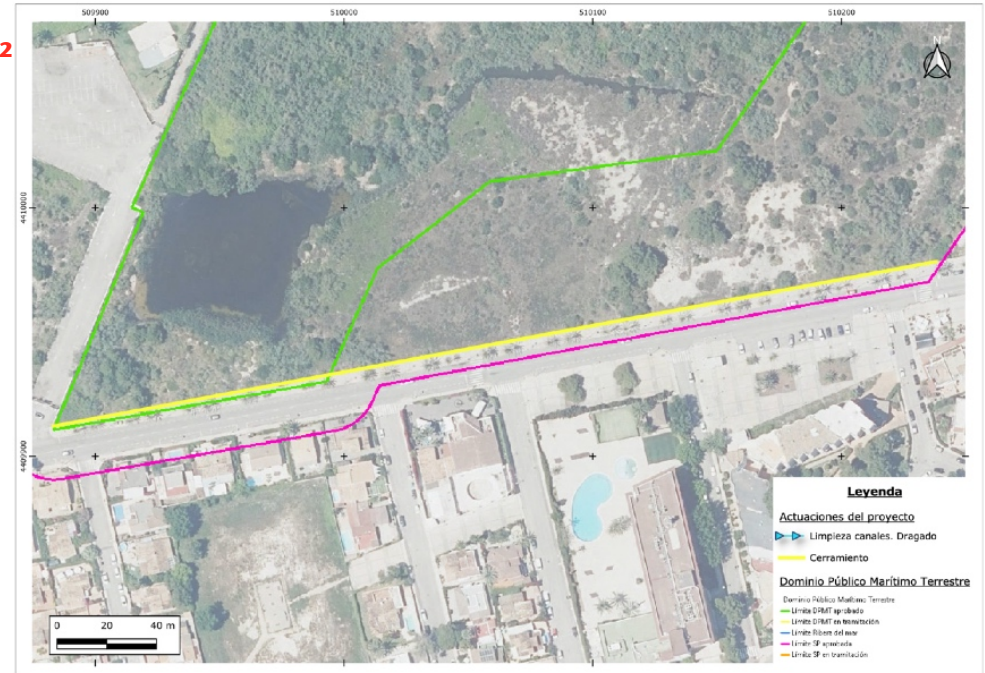 509900 510000 510100 510200
2
N
4410000
4409900
Leyenda
Actuaciones del proyecto
Limpieza canales. Dragado
Cerramiento
Dominio Público Marítimo Terrestre
Dominio Público Marítimo Terrestre
Límite DPMT aprobado
Límite DPMT en tramitación
Límite Ribera del mar
Límite SP aprobada
Límite SP en tramitación
0 20 40 m